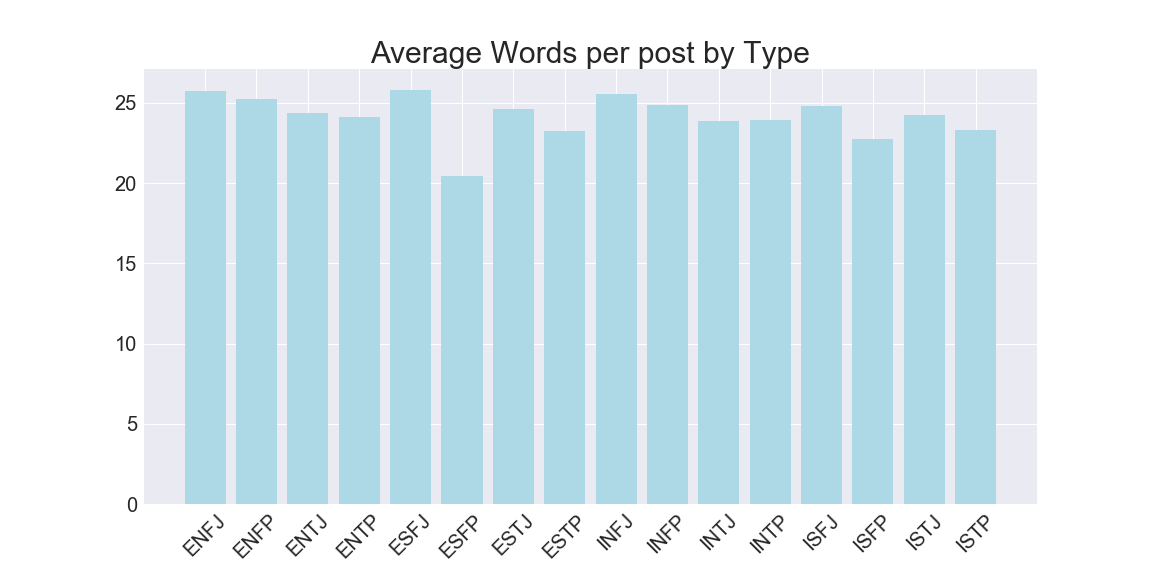 Average Words per post by Type
25
20
15
10
5
0
ENFJ
ENFP
ENTJ
ENTP
ESFJ
ESFP
ESTJ
ESTP
INFJ
INFP
INTJ
INTP
ISFJ
ISFP
ISTJ
ISTP